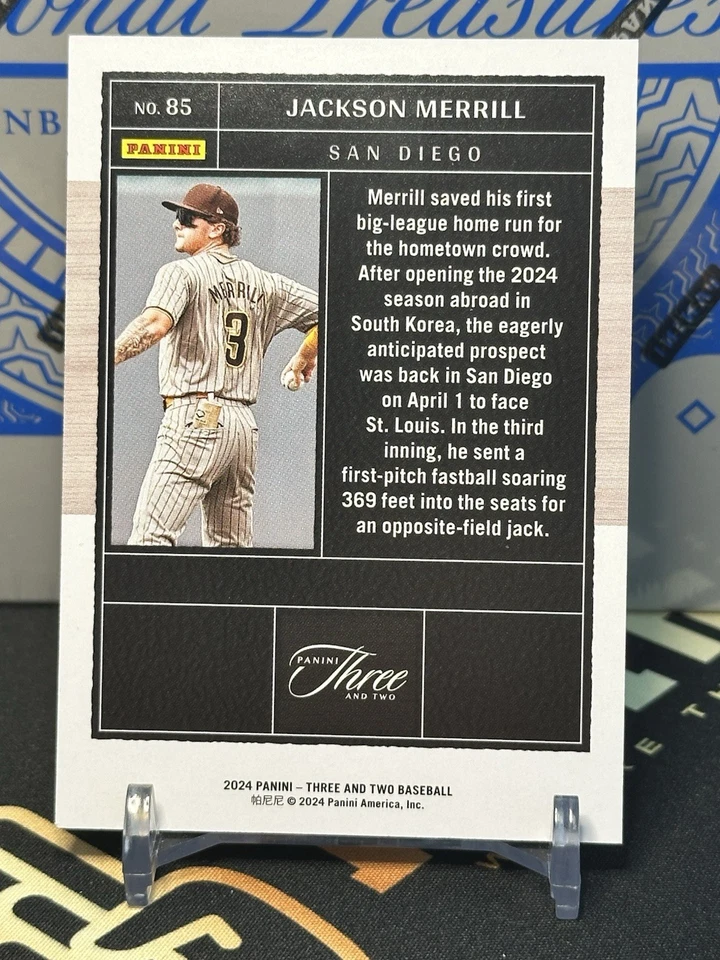 onal Treasures
NB
NO. 85
JACKSON MERRILL
PANINI
SAN DIEGO
MERRILL
3
Merrill saved his first
big-league home run for
the hometown crowd.
After opening the 2024
season abroad in
South Korea, the eagerly
anticipated prospect
was back in San Diego
on April 1 to face
St. Louis. In the third
inning, he sent a
first-pitch fastball soaring
369 feet into the seats for
an opposite-field jack.
PANINI
Three
AND TWO
2024 PANINI – THREE AND TWO BASEBALL
帕尼尼 © 2024 Panini America, Inc.